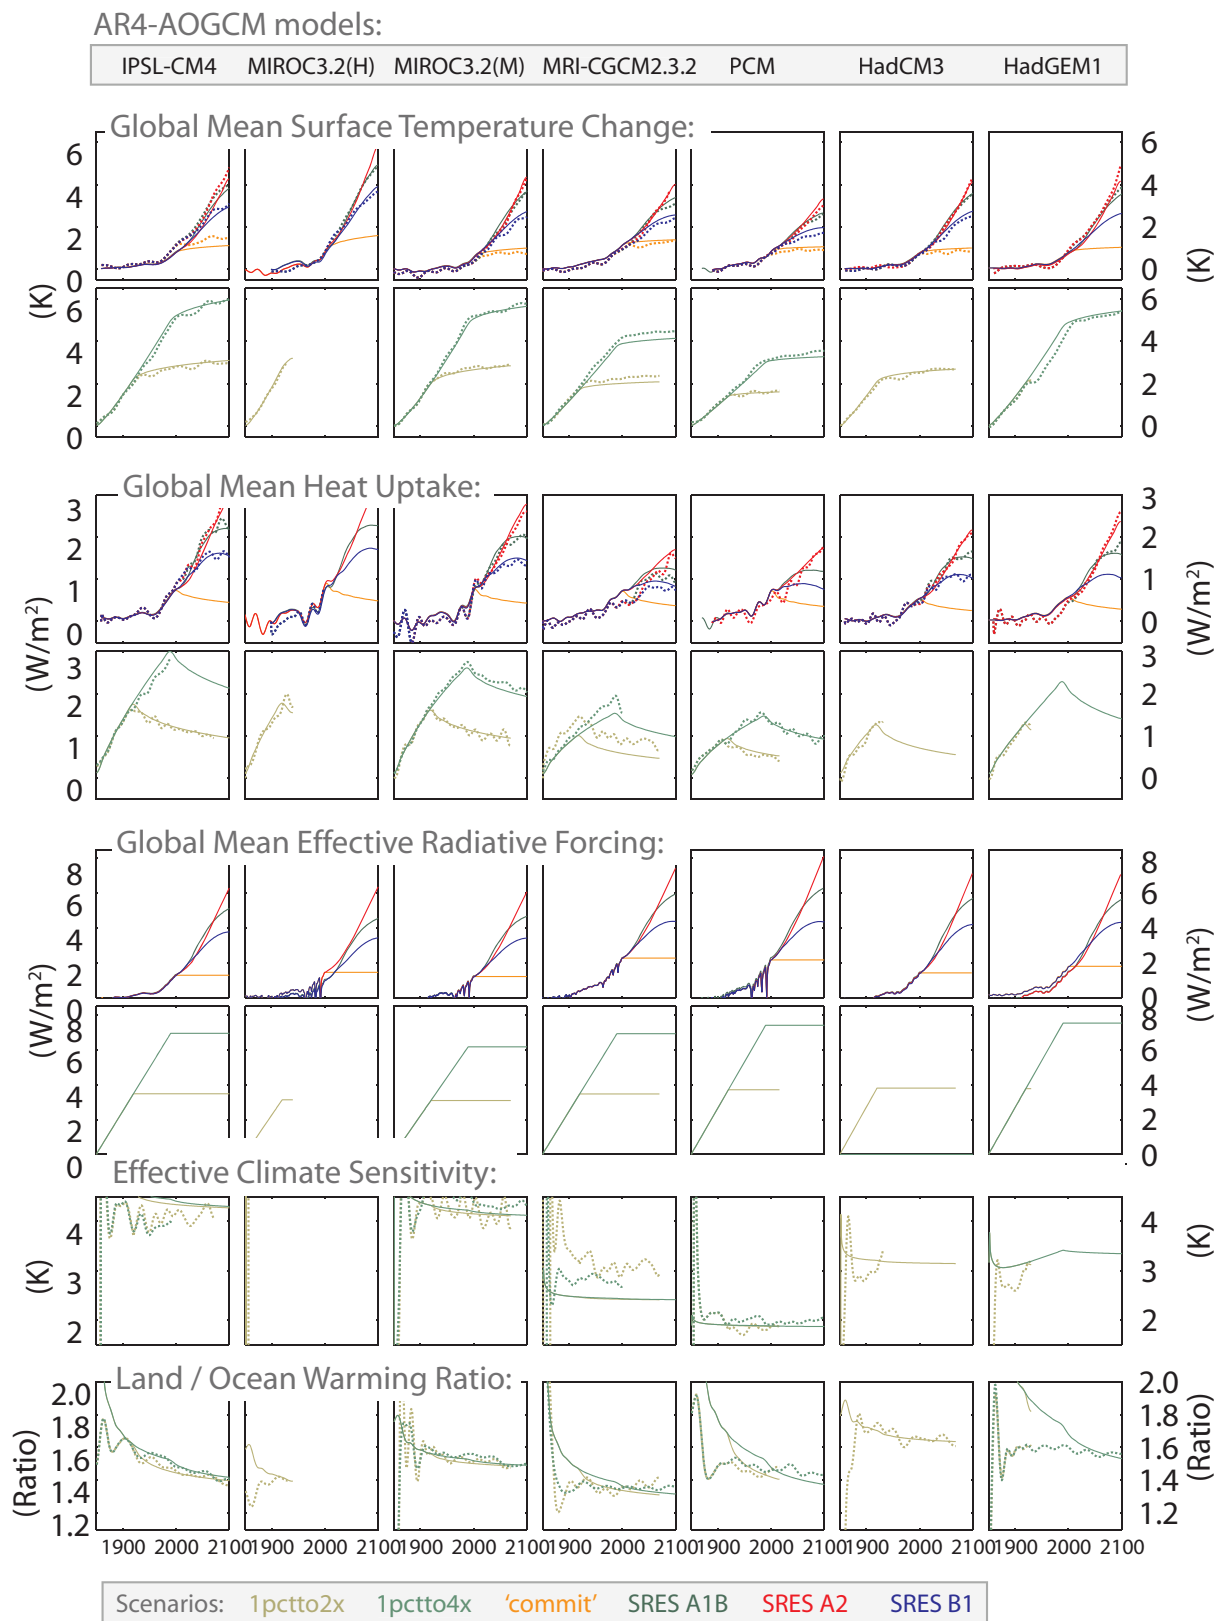 AR4-AOGCM models:
IPSL-CM4 MIROC3.2(H) MIROC3.2(M) MRI-CGCM2.3.2 PCM HadCM3 HadGEM1
Global Mean Surface Temperature Change:
6 6
4 4
2 2
0 0
(K) (K)
6 6
4 4
2 2
0 0
Global Mean Heat Uptake:
3 3
2 2
1 1
0 0
(W/m²) (W/m²)
3 3
2 2
1 1
0 0
Global Mean Effective Radiative Forcing:
8 8
6 6
4 4
2 2
0 0
(W/m²) (W/m²)
8 8
6 6
4 4
2 2
0 0
Effective Climate Sensitivity:
4 4
3 3
2 2
(K) (K)
Land / Ocean Warming Ratio:
2.0 2.0
1.8 1.8
1.6 1.6
1.4 1.4
1.2 1.2
(Ratio) (Ratio)
1900 2000 2100 1900 2000 2100 1900 2000 2100 1900 2000 2100 1900 2000 2100 1900 2000 2100 1900 2000 2100
Scenarios: 1pctto2x 1pctto4x 'commit' SRES A1B SRES A2 SRES B1